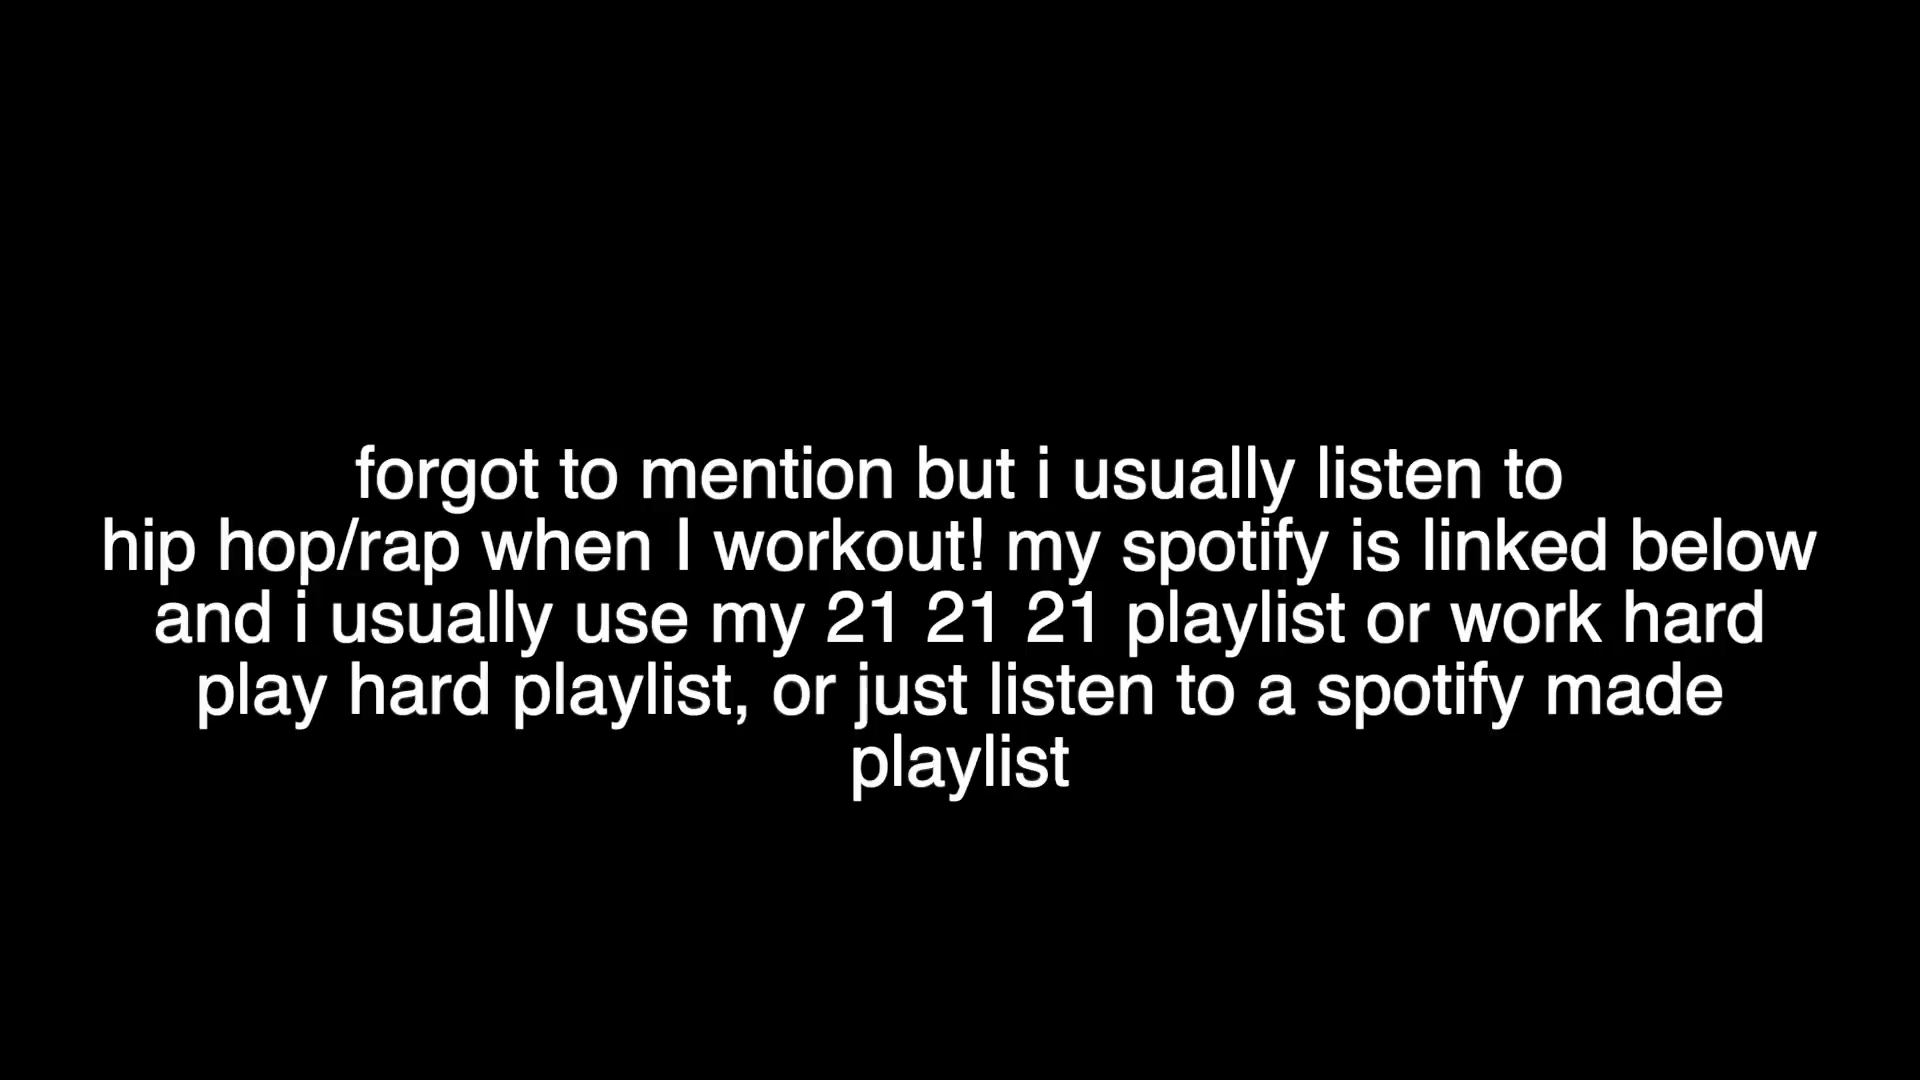 forgot to mention but i usually listen to
hip hop/rap when I workout! my spotify is linked below
and i usually use my 21 21 21 playlist or work hard
play hard playlist, or just listen to a spotify made
playlist